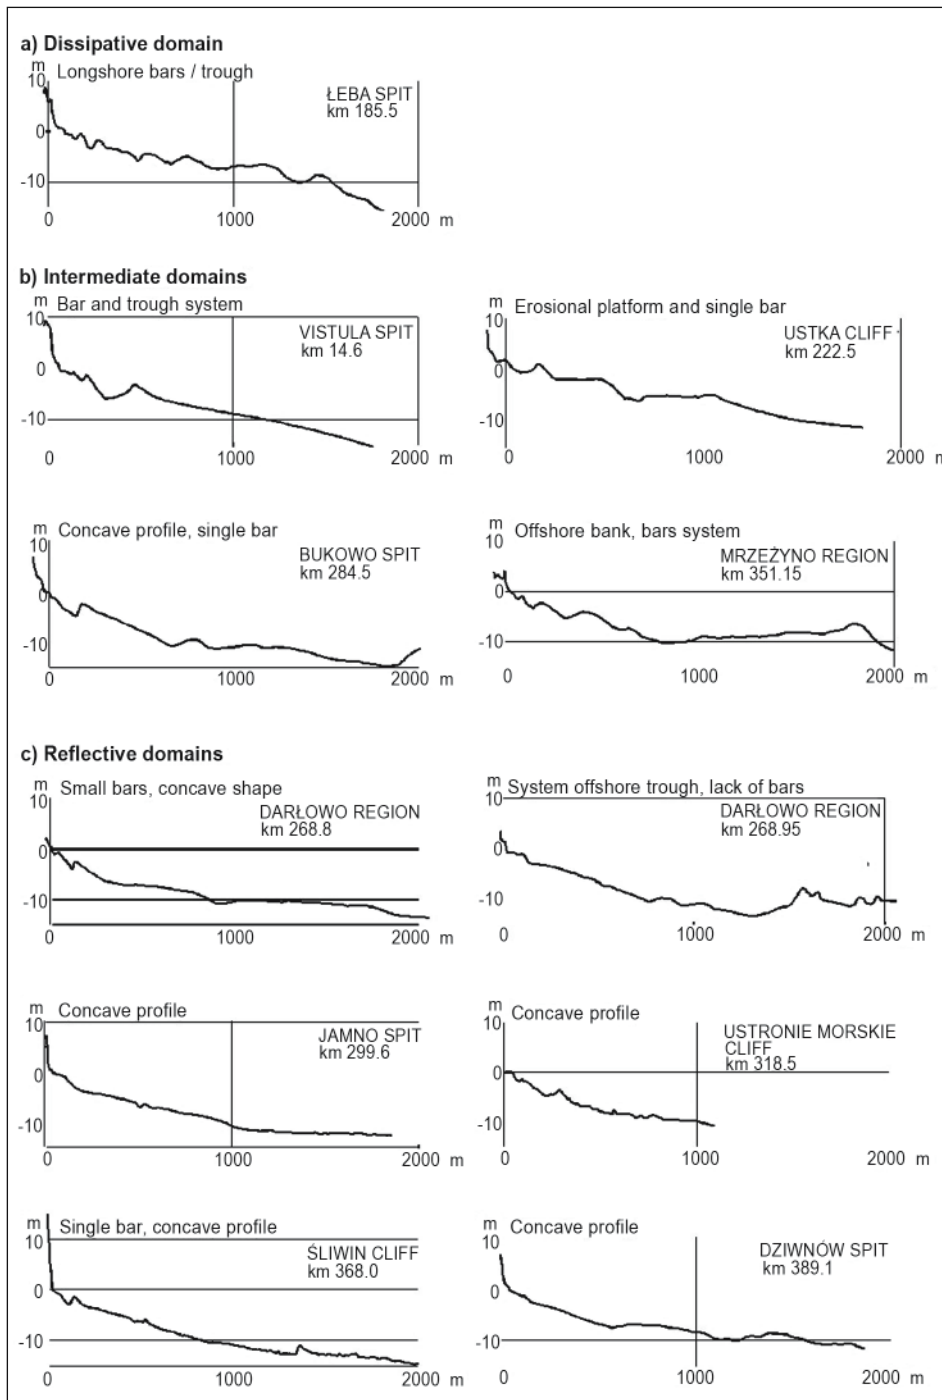 a) Dissipative domain
m
Longshore bars / trough
10
ŁEBA SPIT
km 185.5
0
-10
0 1000 2000 m
b) Intermediate domains
m
Bar and trough system
10
VISTULA SPIT
km 14.6
0
-10
0 1000 2000 m
m
Erosional platform and single bar
10
USTKA CLIFF
km 222.5
0
-10
0 1000 2000 m
m
Concave profile, single bar
10
BUKOWO SPIT
km 284.5
0
-10
0 1000 2000 m
m
Offshore bank, bars system
10
MRZEŻYNO REGION
km 351.15
0
-10
0 1000 2000 m
c) Reflective domains
m
Small bars, concave shape
10
DARŁOWO REGION
km 268.8
0
-10
0 1000 2000 m
m
System offshore trough, lack of bars
10
DARŁOWO REGION
km 268.95
0
-10
0 1000 2000 m
m
Concave profile
10
JAMNO SPIT
km 299.6
0
-10
0 1000 2000 m
m
Concave profile
10
USTRONIE MORSKIE
CLIFF
km 318.5
0
-10
0 1000 2000 m
m
Single bar, concave profile
10
ŚLIWIN CLIFF
km 368.0
0
-10
0 1000 2000 m
m
Concave profile
10
DZIWNÓW SPIT
km 389.1
0
-10
0 1000 2000 m